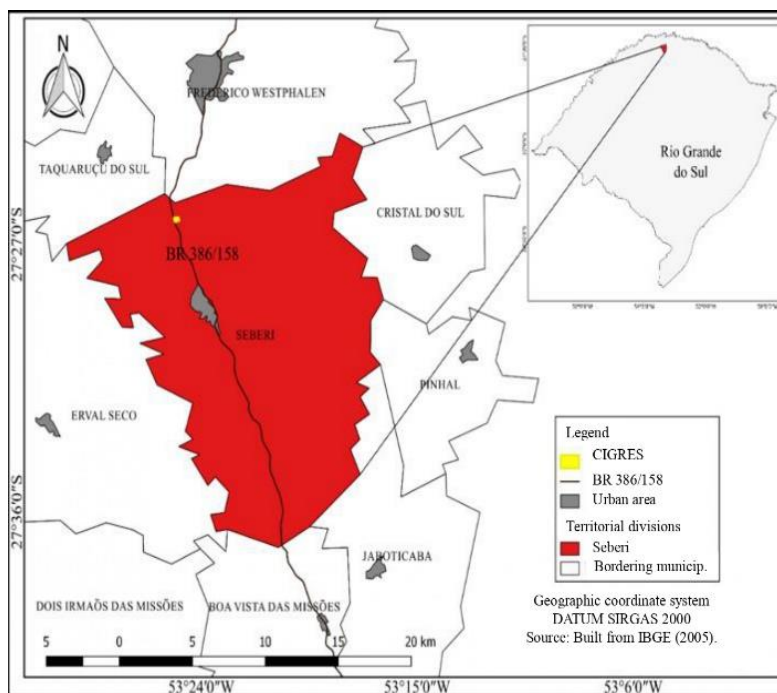 N
FREDERICO WESTPHALEN
TAQUARUÇÚ DO SUL
CRISTAL DO SUL
Rio Grande
do Sul
27°27'0"S
BR 386/158
SEBERI
PINHAL
ERVAL SECO
27°36'0"S
JABOTICABA
DOIS IRMAÕS DAS MISSÕES
BOA VISTA DAS MISSÕES
5 0 5 10 15 20 km
53°24'0"W 53°15'0"W 53°6'0"W
Legend
CIGRES
BR 386/158
Urban area
Territorial divisions
Seberi
Bordering municip.
Geographic coordinate system
DATUM SIRGAS 2000
Source: Built from IBGE (2005).